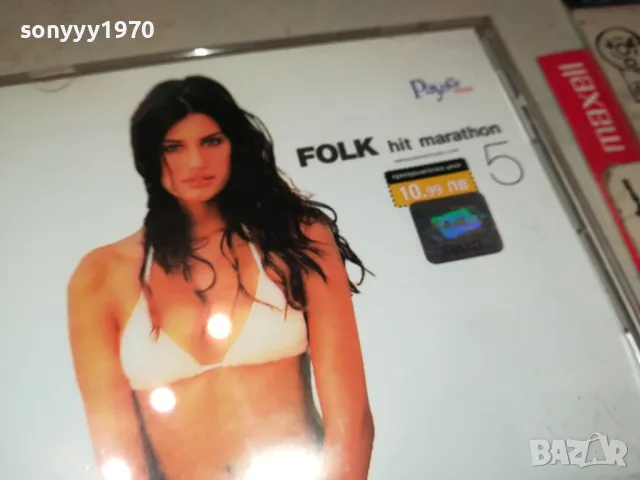 sonyyy1970
Payner
FOLK hit marathon
5
10.99 ЛВ
maxell
BAZAR